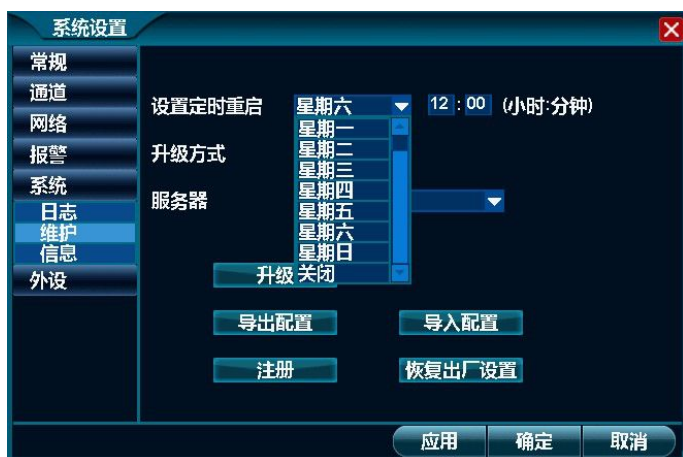 系统设置
常规
通道
网络
报警
系统
日志
维护
信息
外设
设置定时重启 星期六 12 : 00 (小时:分钟)
星期一
星期二
星期三
星期四
星期五
星期六
星期日
关闭
升级方式
服务器
升级
导出配置 导入配置
注册 恢复出厂设置
应用 确定 取消